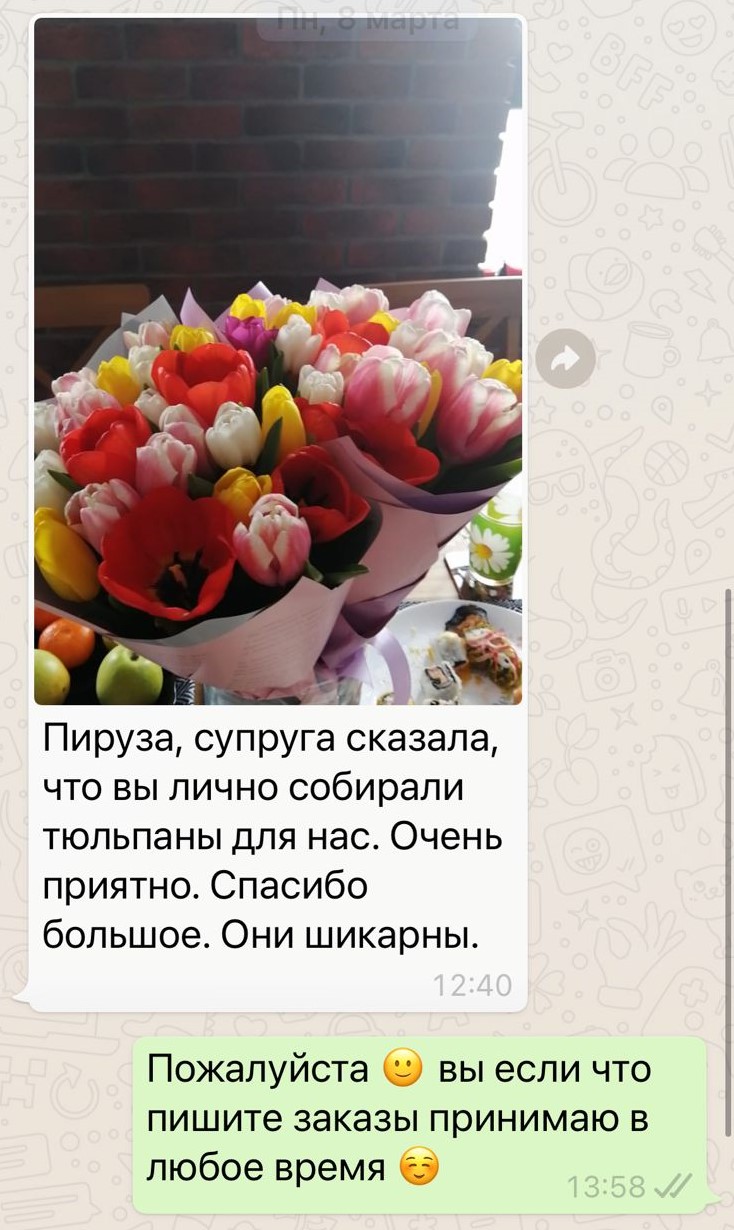 Пн, 8 марта
Пируза, супруга сказала,
что вы лично собирали
тюльпаны для нас. Очень
приятно. Спасибо
большое. Они шикарны.
12:40
Пожалуйста 🙂 вы если что
пишите заказы принимаю в
любое время ☺️
13:58